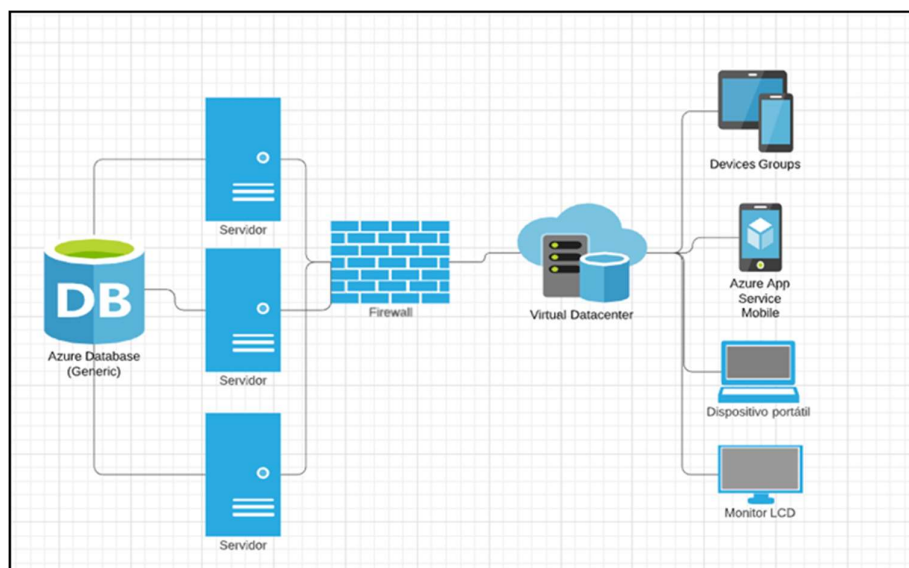 Devices Groups
Servidor
Azure App
Service
Mobile
DB
Firewall
Virtual Datacenter
Azure Database
(Generic)
Servidor
Dispositivo portátil
Monitor LCD
Servidor